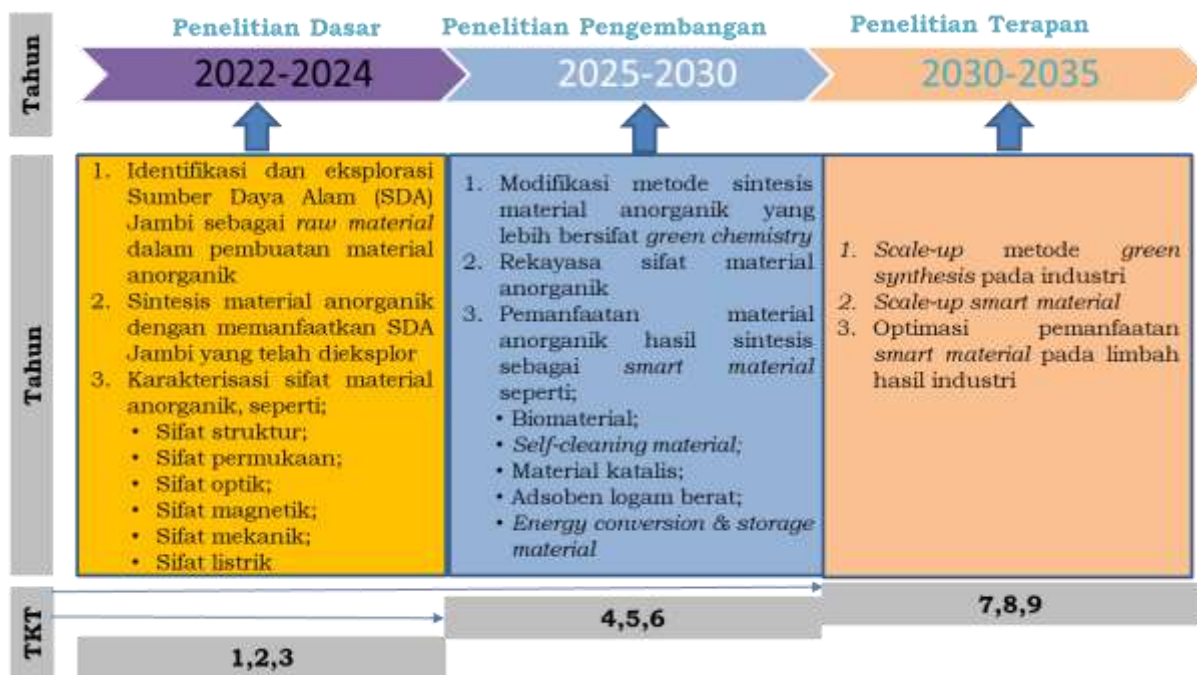 Penelitian Dasar
Penelitian Pengembangan
Penelitian Terapan
Tahun
2022-2024
2025-2030
2030-2035
Tahun
1. Identifikasi dan eksplorasi
Sumber Daya Alam (SDA)
Jambi sebagai raw material
dalam pembuatan material
anorganik
2. Sintesis material anorganik
dengan memanfaatkan SDA
Jambi yang telah dieksplor
3. Karakterisasi sifat material
anorganik, seperti;
• Sifat struktur;
• Sifat permukaan;
• Sifat optik;
• Sifat magnetik;
• Sifat mekanik;
• Sifat listrik
1. Modifikasi metode sintesis
material anorganik yang
lebih bersifat green chemistry
2. Rekayasa sifat material
anorganik
3. Pemanfaatan material
anorganik hasil sintesis
sebagai smart material
seperti;
• Biomaterial;
• Self-cleaning material;
• Material katalis;
• Adsoben logam berat;
• Energy conversion & storage
material
1. Scale-up metode green
synthesis pada industri
2. Scale-up smart material
3. Optimasi pemanfaatan
smart material pada limbah
hasil industri
TKT
1,2,3
4,5,6
7,8,9